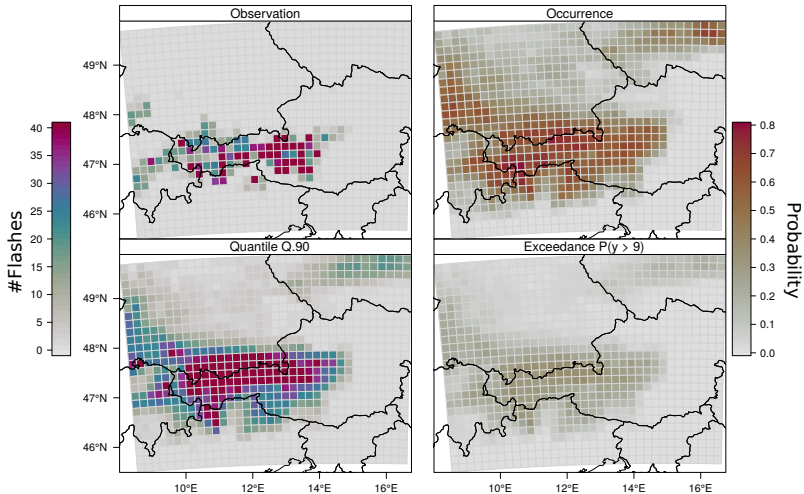 Observation
Occurrence
49°N
48°N
47°N
46°N
#Flashes
40
35
30
25
20
15
10
5
0
Probability
0.8
0.7
0.6
0.5
0.4
0.3
0.2
0.1
0.0
Quantile Q.90
Exceedance P(y > 9)
49°N
48°N
47°N
46°N
10°E
12°E
14°E
16°E
10°E
12°E
14°E
16°E